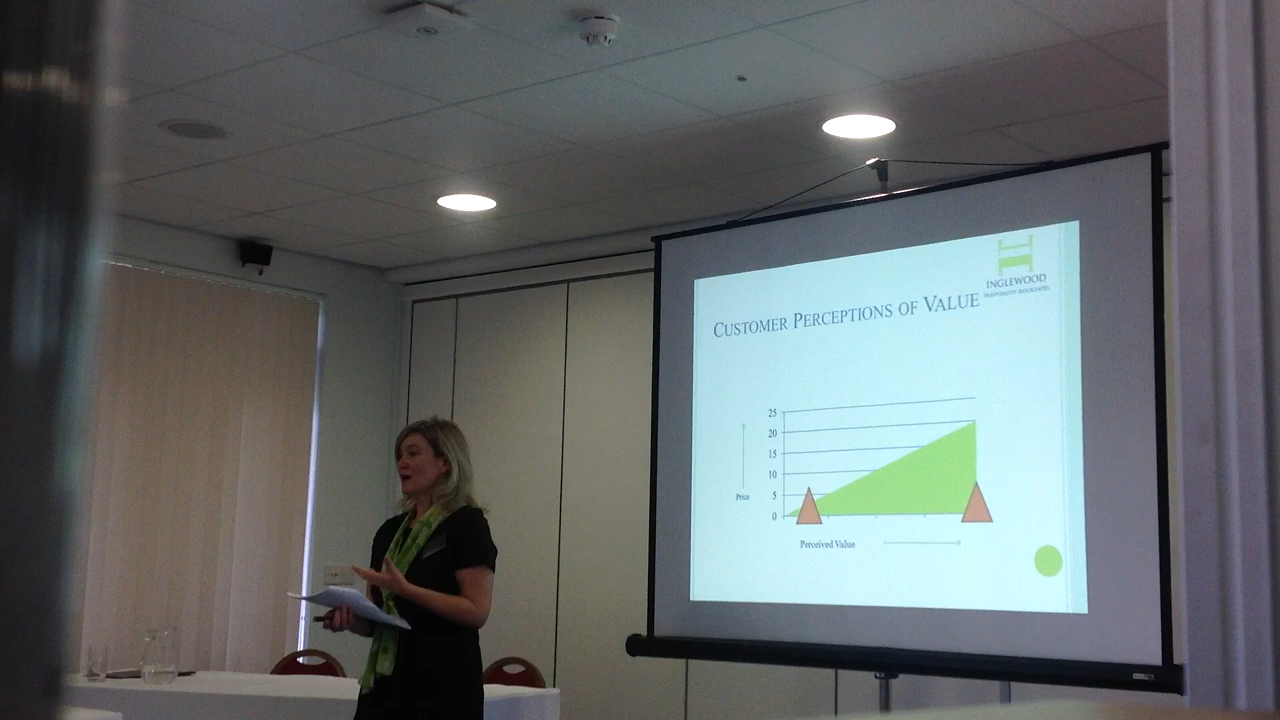 INGLEWOOD
HOSPITALITY ASSOCIATES
CUSTOMER PERCEPTIONS OF VALUE
25
20
15
10
5
0
Price
Perceived Value